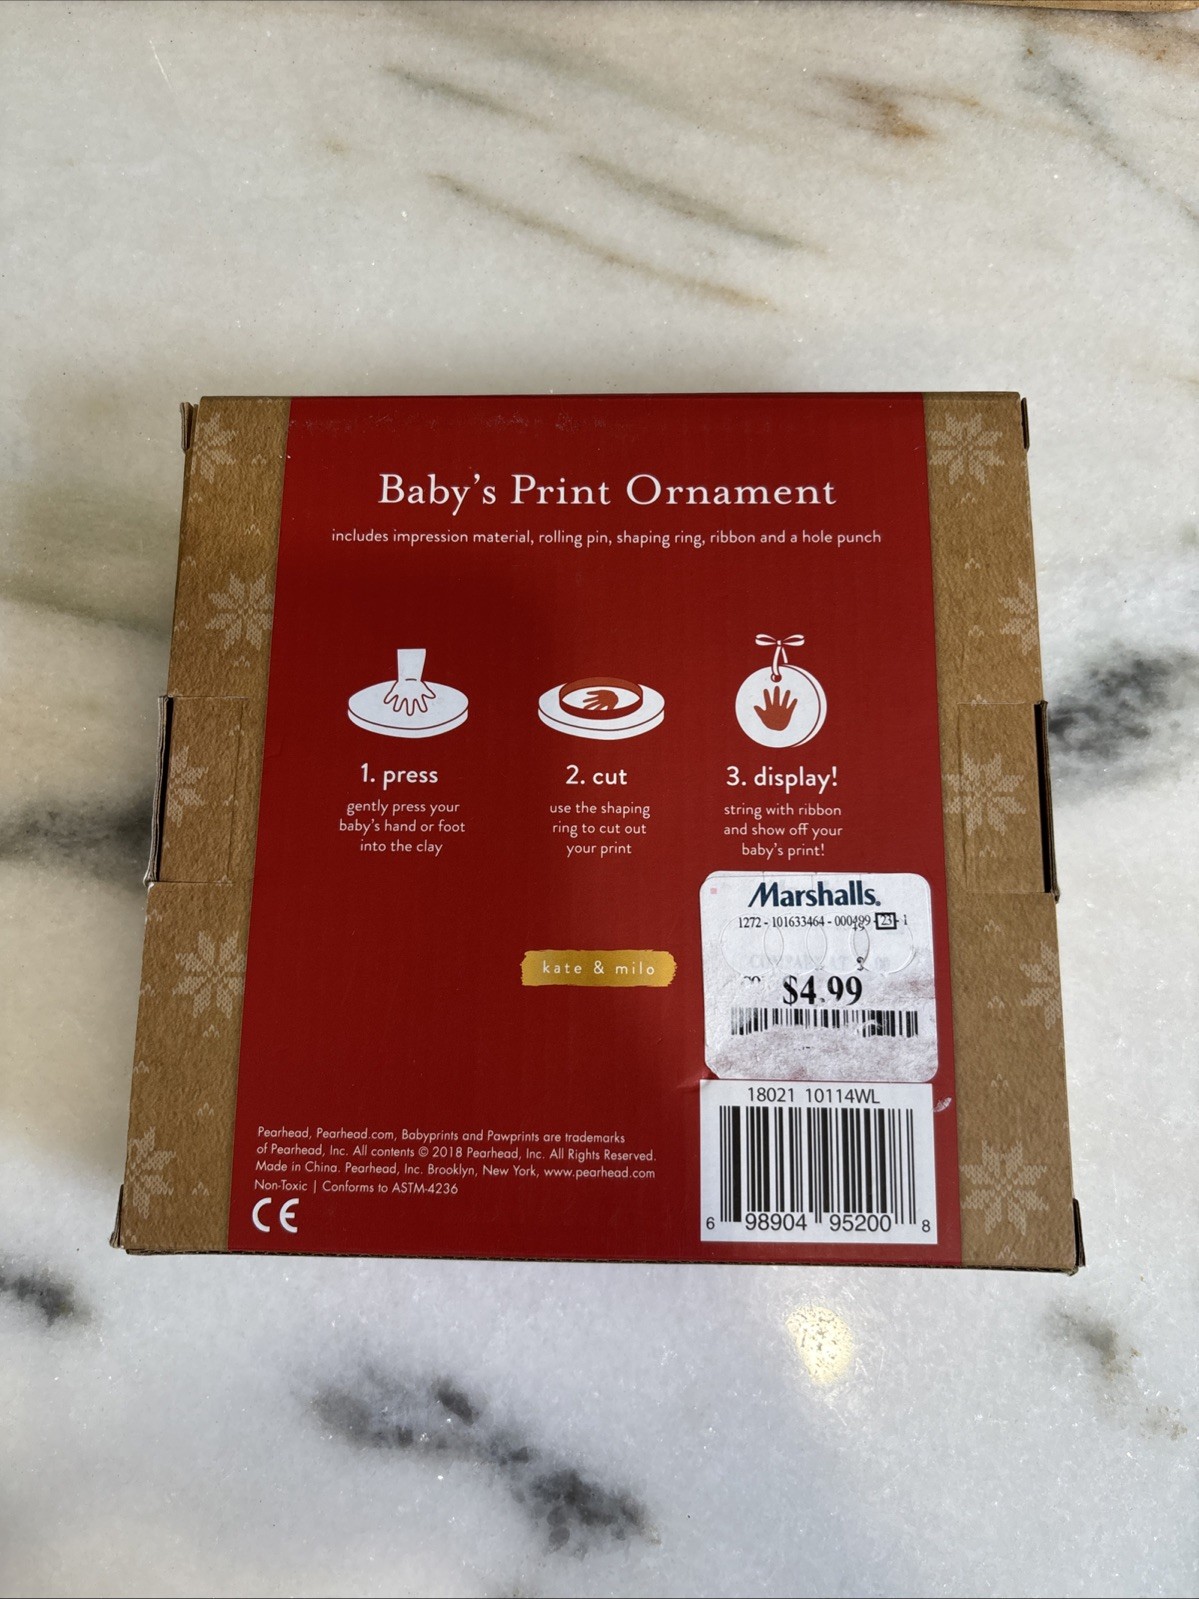 Baby's Print Ornament
includes impression material, rolling pin, shaping ring, ribbon and a hole punch
1. press
gently press your
baby's hand or foot
into the clay
2. cut
use the shaping
ring to cut out
your print
3. display!
string with ribbon
and show off your
baby's print!
kate & milo
Marshalls.
1272 - 101633464 - 000499 - 23 - 1
$4.99
Pearhead, Pearhead.com, Babyprints and Pawprints are trademarks
of Pearhead, Inc. All contents © 2018 Pearhead, Inc. All Rights Reserved.
Made in China. Pearhead, Inc. Brooklyn, New York, www.pearhead.com
Non-Toxic | Conforms to ASTM-4236
CE
18021 10114WL
6 98904 95200 8